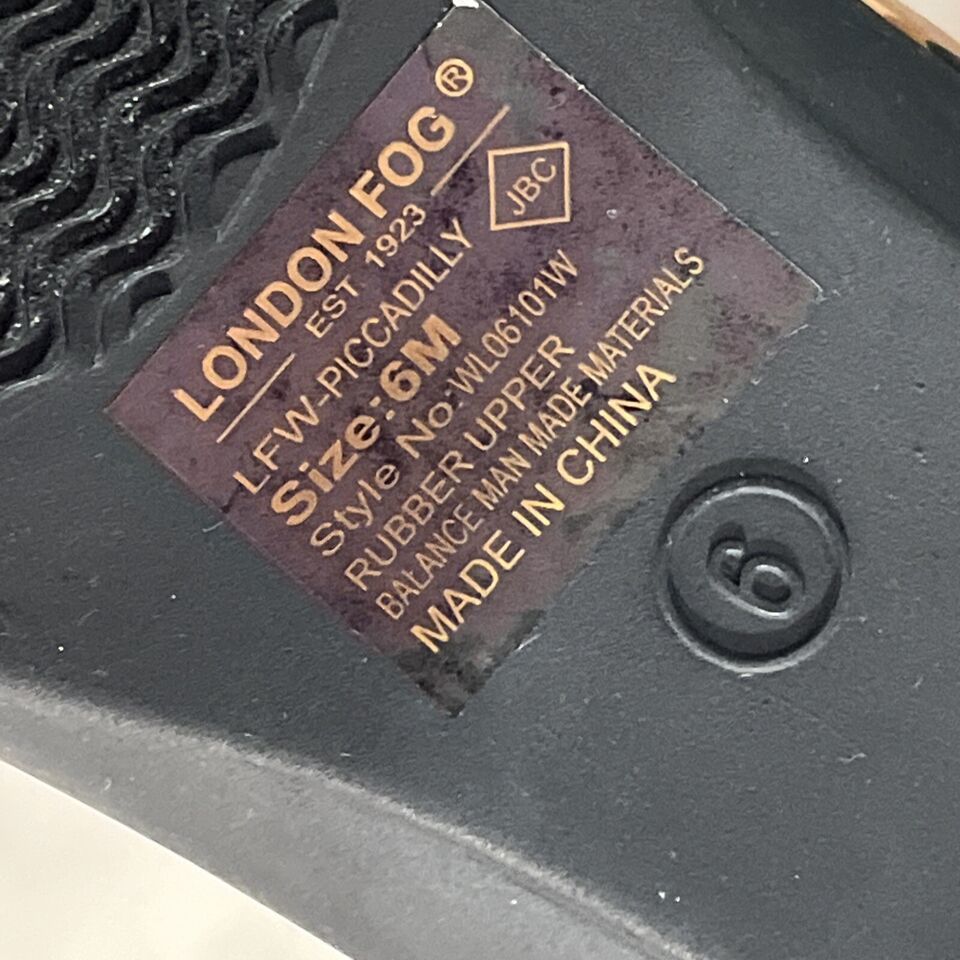 LONDON FOG®
EST 1923
JBC
LFW-PICCADILLY
Size:6M
Style No:WL06101W
RUBBER UPPER
BALANCE MAN MADE MATERIALS
MADE IN CHINA
6